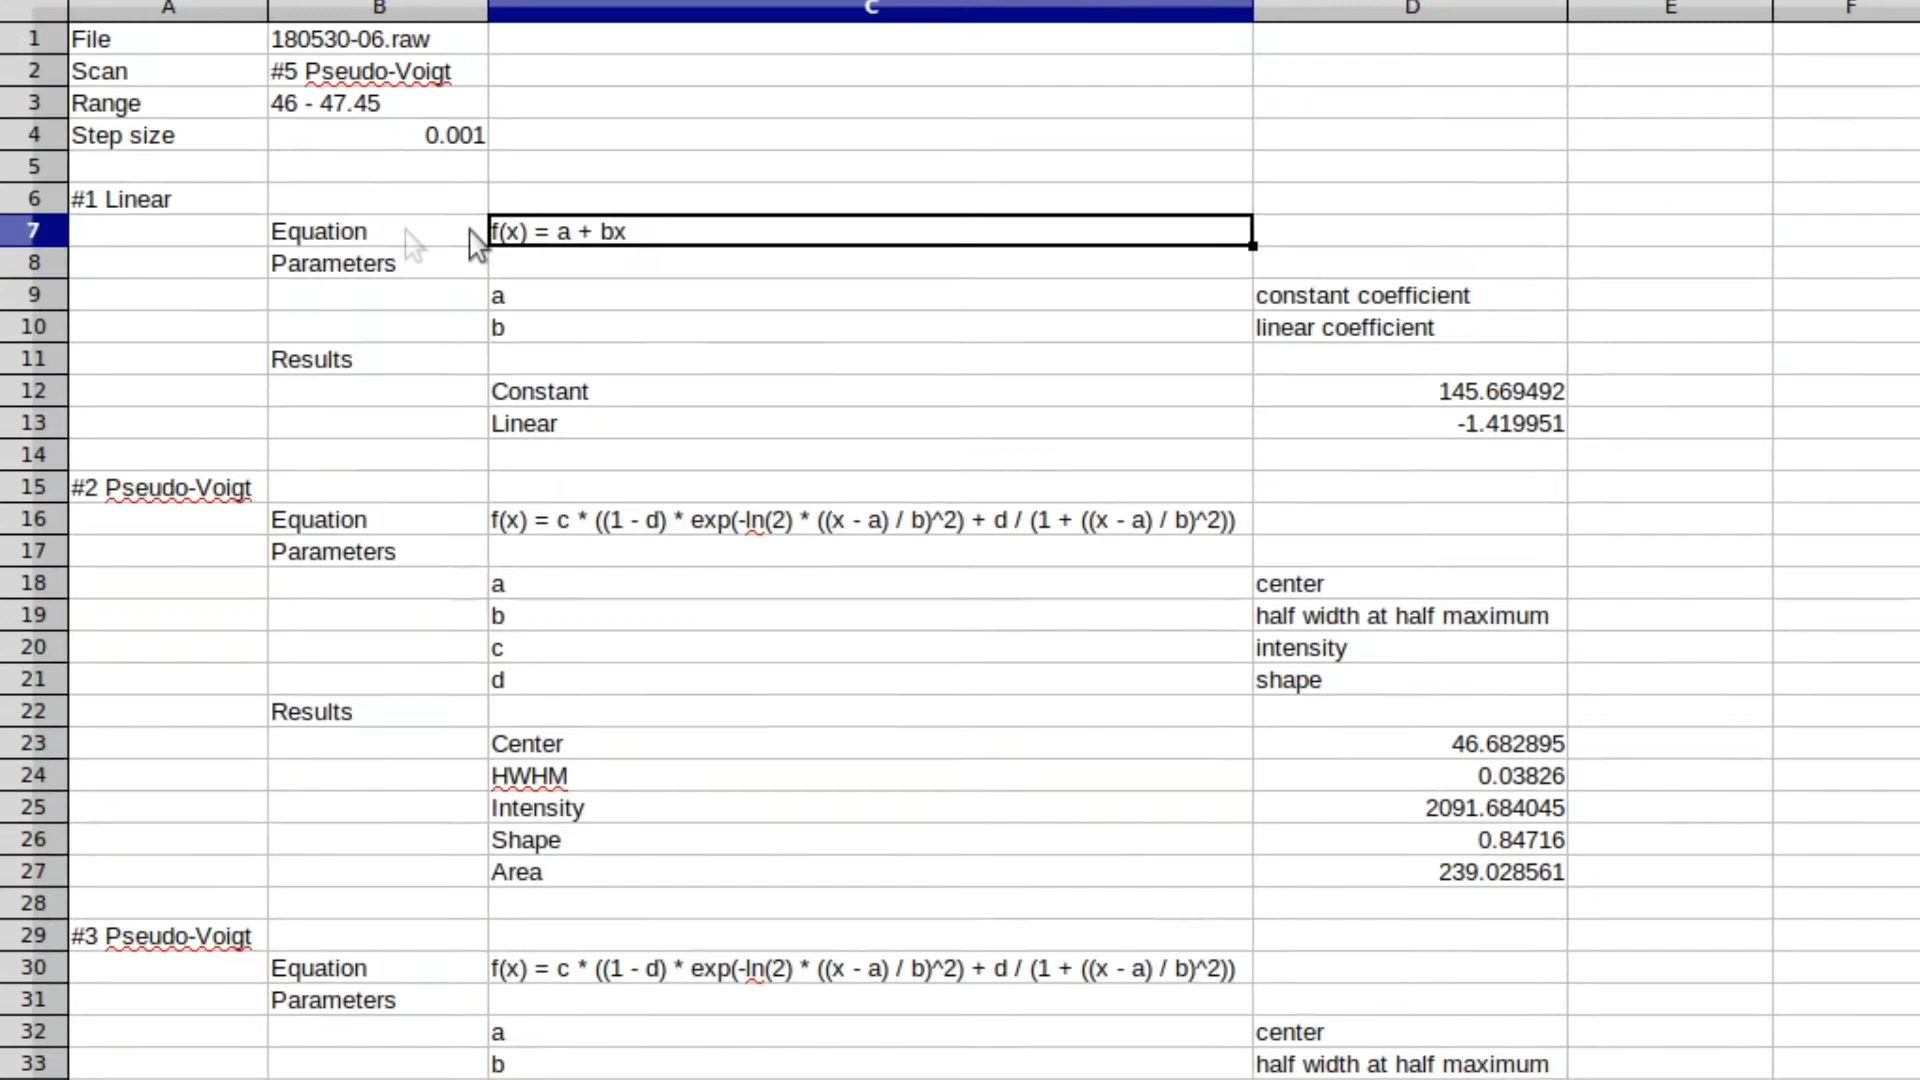 A B C D E F
1 File 180530-06.raw
2 Scan #5 Pseudo-Voigt
3 Range 46 - 47.45
4 Step size 0.001
5
6 #1 Linear
7 Equation f(x) = a + bx
8 Parameters
9 a constant coefficient
10 b linear coefficient
11 Results
12 Constant 145.669492
13 Linear -1.419951
14
15 #2 Pseudo-Voigt
16 Equation f(x) = c * ((1 - d) * exp(-ln(2) * ((x - a) / b)^2) + d / (1 + ((x - a) / b)^2))
17 Parameters
18 a center
19 b half width at half maximum
20 c intensity
21 d shape
22 Results
23 Center 46.682895
24 HWHM 0.03826
25 Intensity 2091.684045
26 Shape 0.84716
27 Area 239.028561
28
29 #3 Pseudo-Voigt
30 Equation f(x) = c * ((1 - d) * exp(-ln(2) * ((x - a) / b)^2) + d / (1 + ((x - a) / b)^2))
31 Parameters
32 a center
33 b half width at half maximum